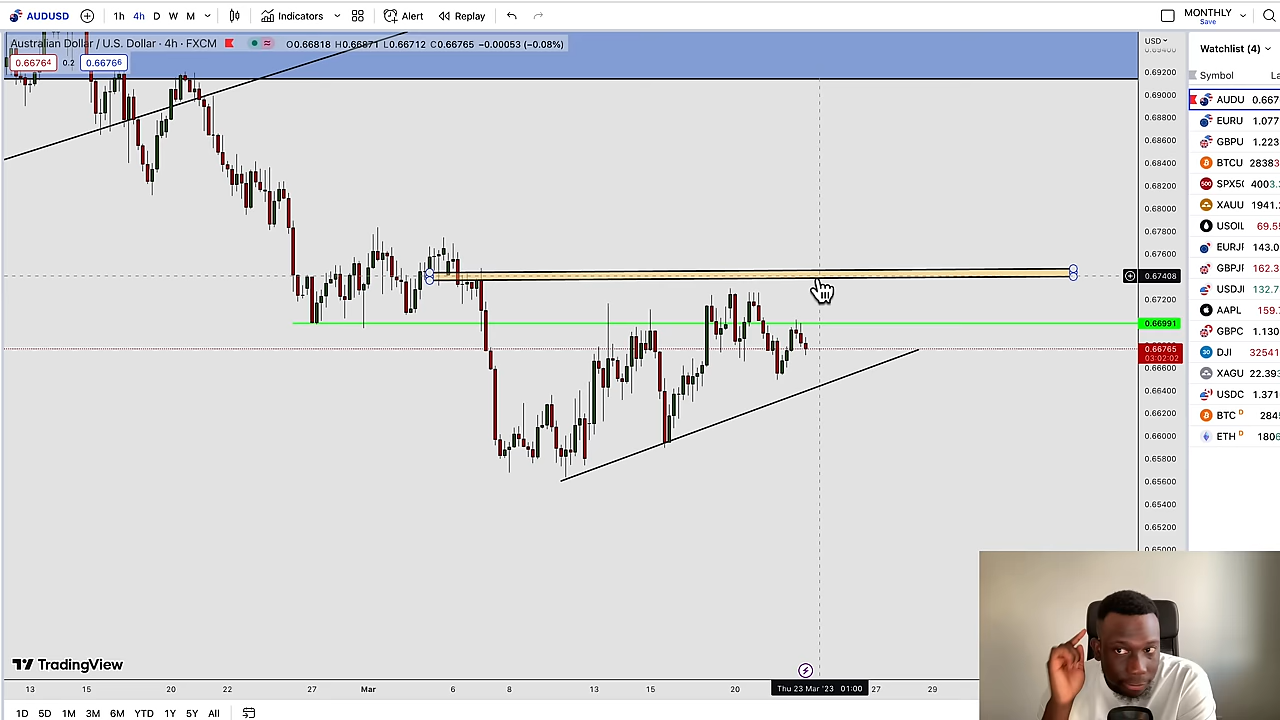 AUDUSD 1h 4h D W M Indicators Alert Replay MONTHLY
Save
Australian Dollar / U.S. Dollar · 4h · FXCM O0.66818 H0.66871 L0.66712 C0.66765 −0.00053 (−0.08%)
0.66764 0.2 0.66766
USD
0.69200
0.69000
0.68800
0.68600
0.68400
0.68200
0.68000
0.67800
0.67600
0.67408
0.67200
0.66991
0.66765
03:02:02
0.66600
0.66400
0.66200
0.66000
0.65800
0.65600
0.65400
0.65200
0.65000
Watchlist (4)
Symbol La
AUDU 0.667
EURU 1.077
GBPU 1.223
BTCU 28383
SPX5 4003.
XAUU 1941.2
USOIL 69.5
EURJF 143.0
GBPJF 162.3
USDJI 132.7
AAPL 159.7
GBPC 1.130
DJI 32541
XAGU 22.393
USDC 1.371
BTC D 284
ETH D 180
TradingView
13 15 20 22 27 Mar 6 8 13 15 20 Thu 23 Mar '23 01:00 27 29
1D 5D 1M 3M 6M YTD 1Y 5Y All